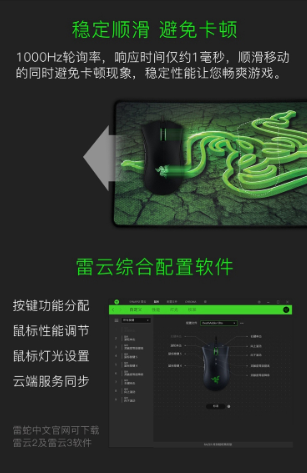 稳定顺滑 避免卡顿
1000Hz轮询率，响应时间仅约1毫秒，顺滑移动
的同时避免卡顿现象，稳定性能让您畅爽游戏。
雷云综合配置软件
按键功能分配
鼠标性能调节
鼠标灯光设置
云端服务同步
雷蛇中文官网可下载
雷云2及雷云3软件